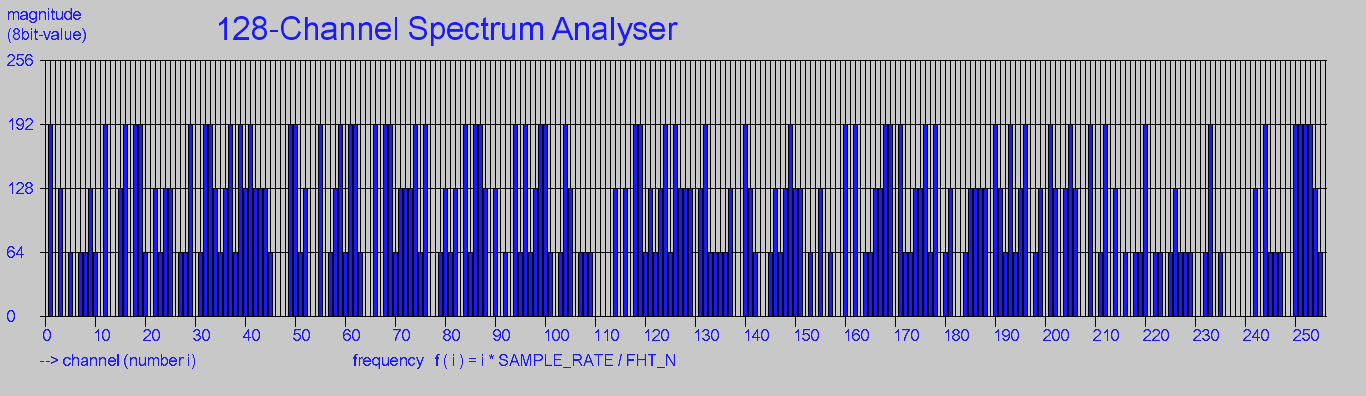 magnitude
(8bit-value)
128-Channel Spectrum Analyser
256
192
128
64
0
0 10 20 30 40 50 60 70 80 90 100 110 120 130 140 150 160 170 180 190 200 210 220 230 240 250
--> channel (number i) frequency f ( i ) = i * SAMPLE_RATE / FHT_N